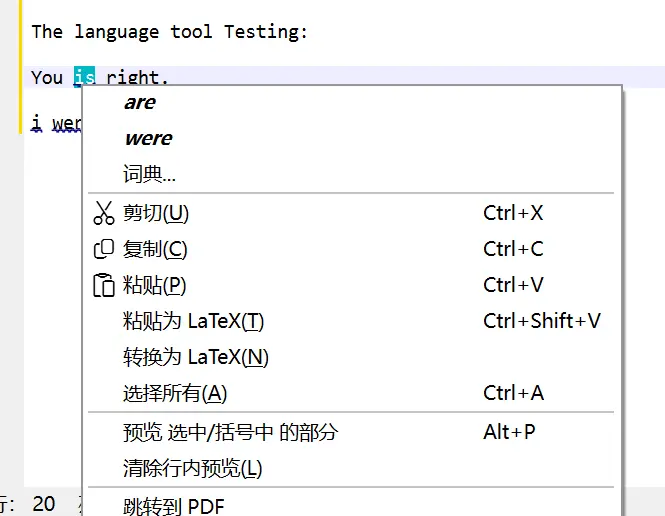 The language tool Testing:
You is right.
are
i
were
词典...
剪切(U) Ctrl+X
复制(C) Ctrl+C
粘贴(P) Ctrl+V
粘贴为 LaTeX(T) Ctrl+Shift+V
转换为 LaTeX(N)
选择所有(A) Ctrl+A
预览 选中/括号中 的部分 Alt+P
清除行内预览(L)
20
跳转到 PDF